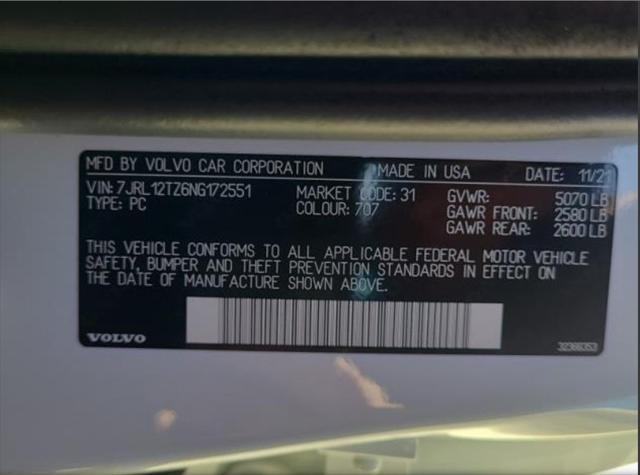 MFD BY VOLVO CAR CORPORATION MADE IN USA DATE: 11/21
VIN: 7JRL12TZ6NG172551 MARKET CODE: 31 GVWR: 5070 LB
TYPE: PC COLOUR: 707 GAWR FRONT: 2580 LB
GAWR REAR: 2600 LB
THIS VEHICLE CONFORMS TO ALL APPLICABLE FEDERAL MOTOR VEHICLE
SAFETY, BUMPER AND THEFT PREVENTION STANDARDS IN EFFECT ON
THE DATE OF MANUFACTURE SHOWN ABOVE.
VOLVO